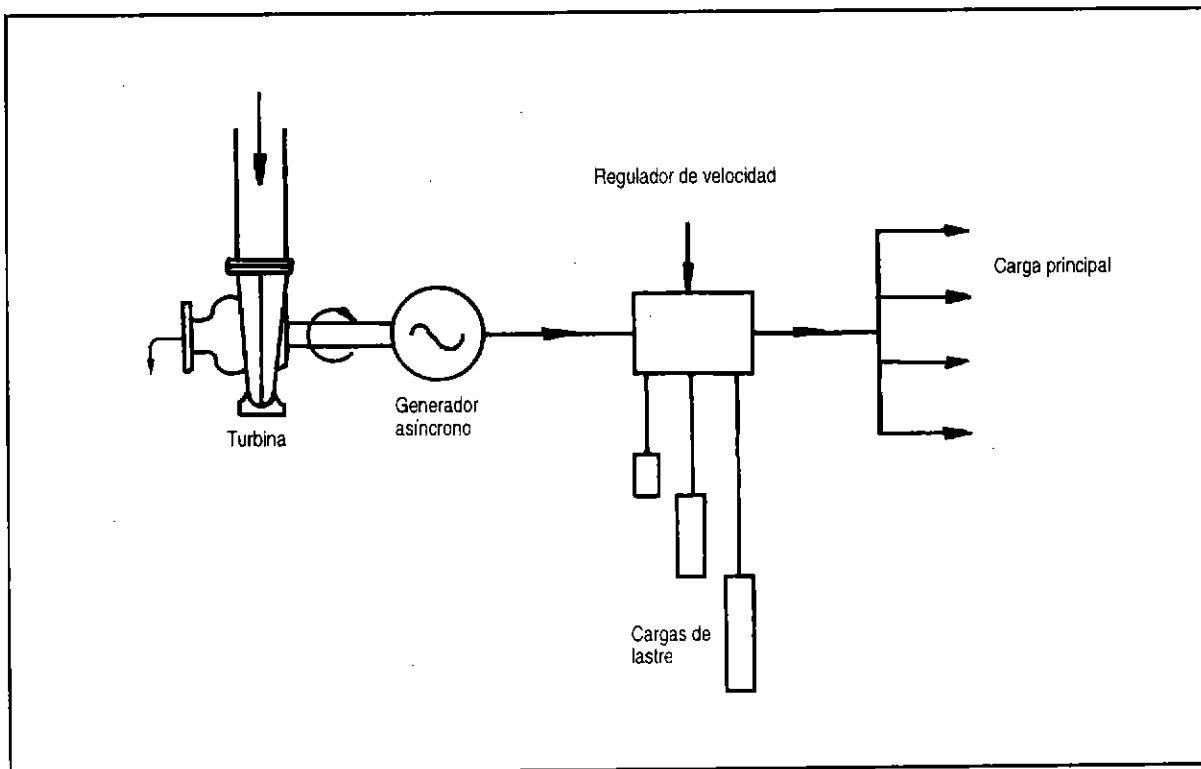 Regulador de velocidad
Carga principal
Generador
asíncrono
Turbina
Cargas de
lastre